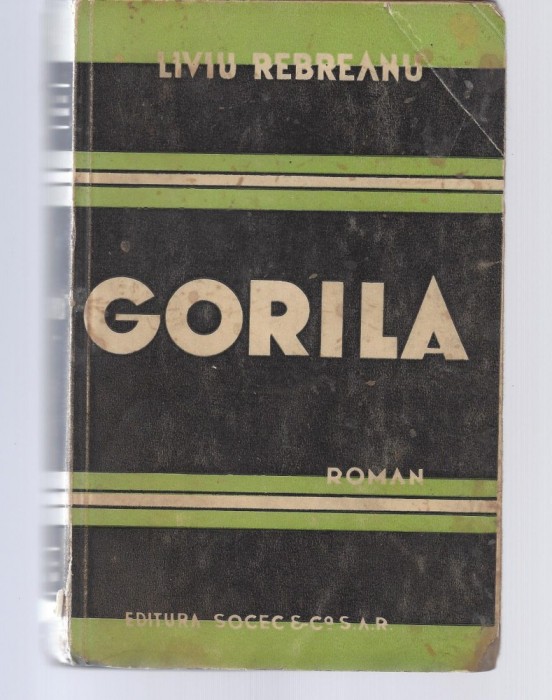 LIVIU REBREANU
GORILA
ROMAN
EDITURA SOCEC & Cº S.A.R.